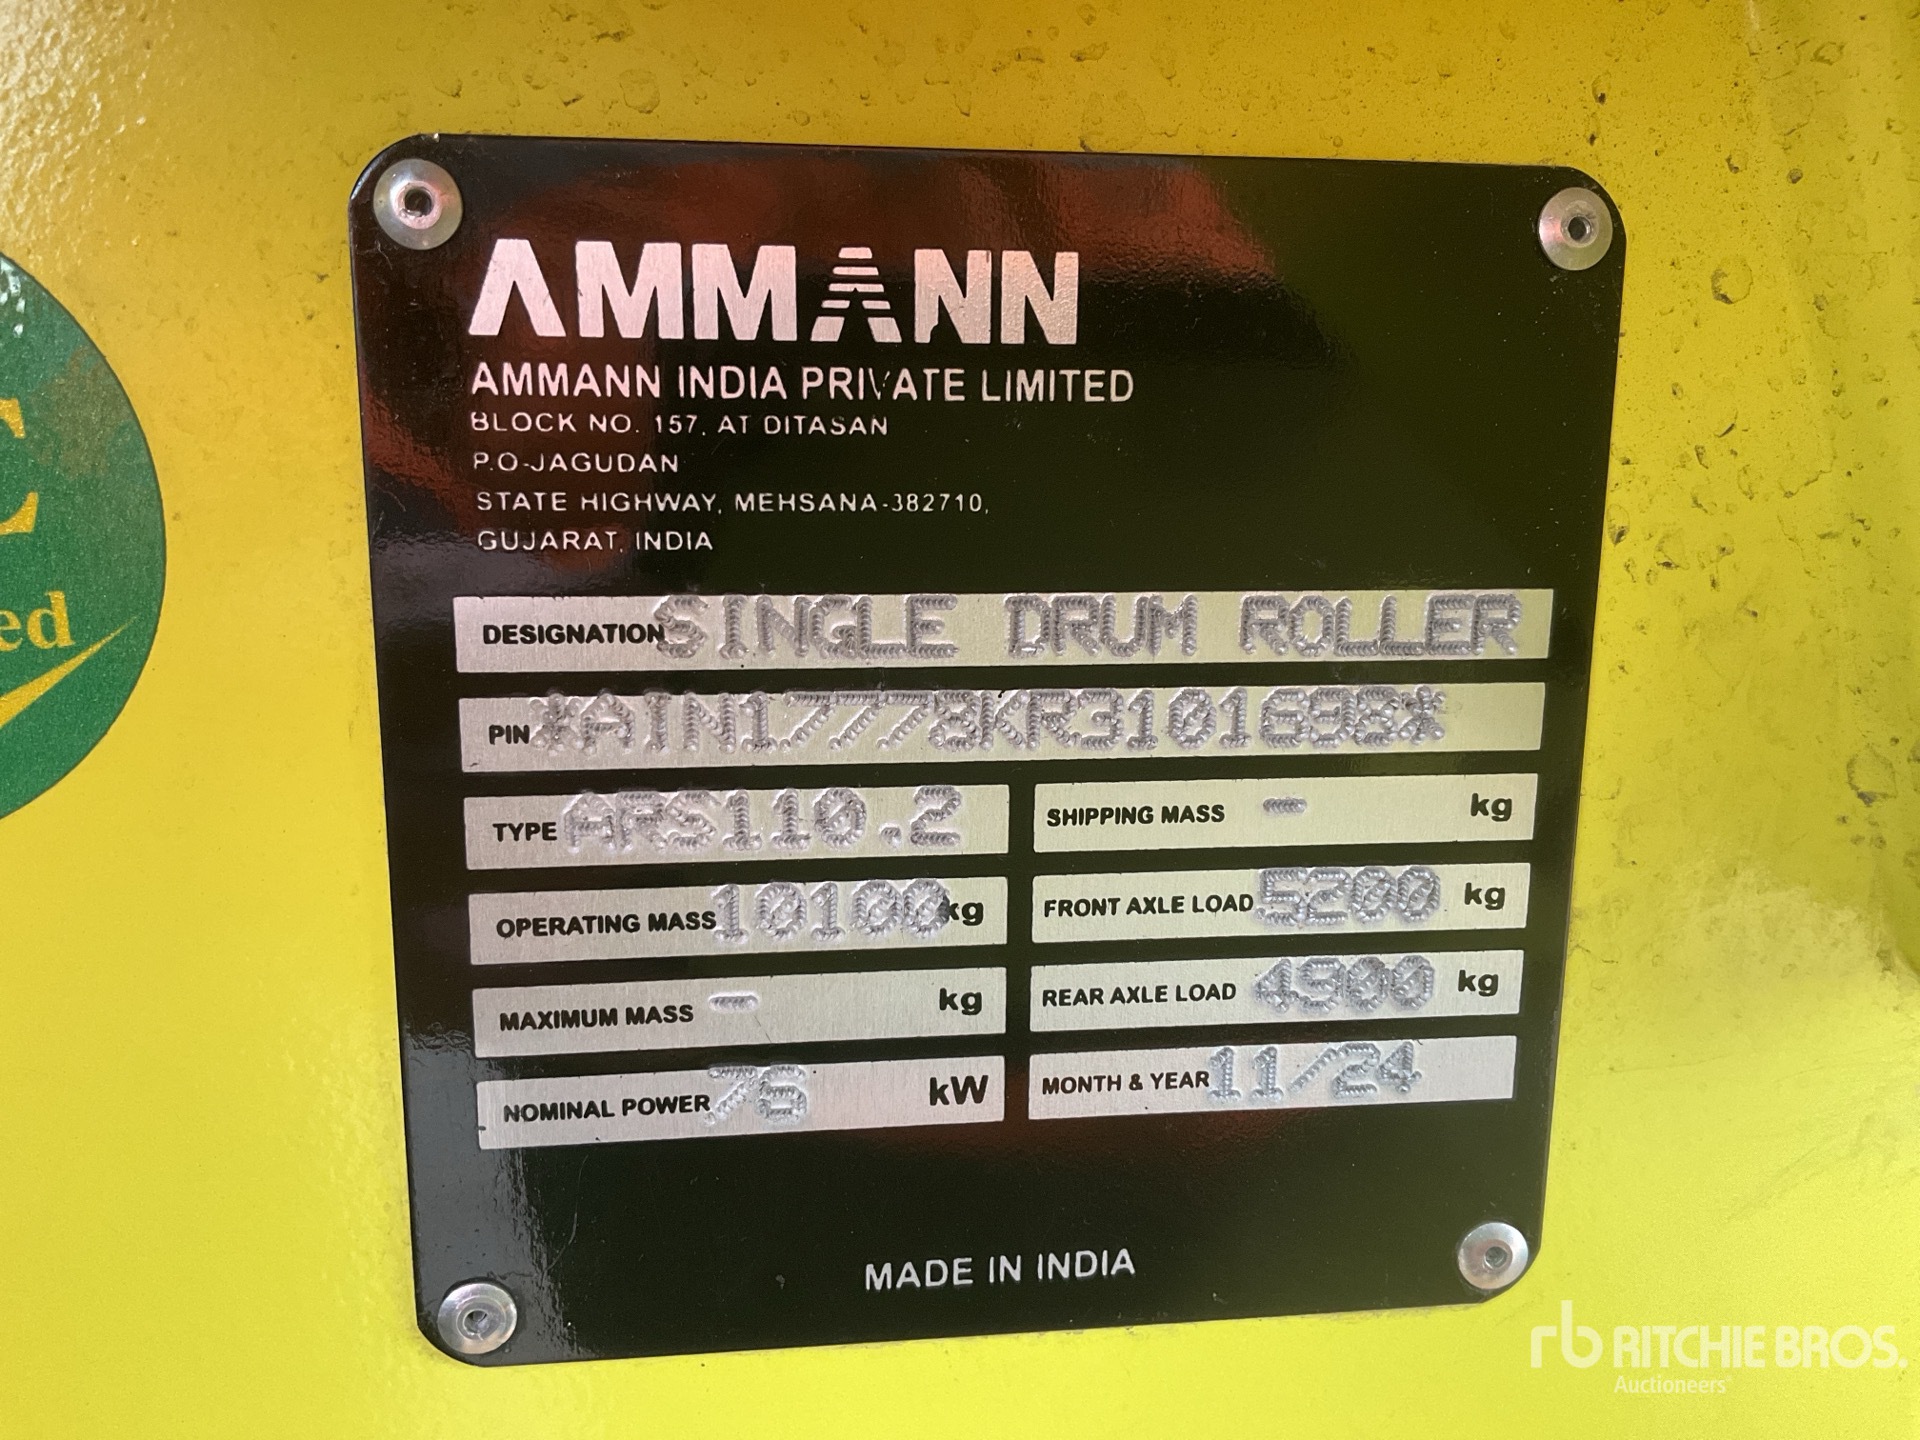 AMMANN
AMMANN INDIA PRIVATE LIMITED
BLOCK NO. 157, AT DITASAN
P.O-JAGUDAN
STATE HIGHWAY, MEHSANA-382710,
GUJARAT, INDIA
DESIGNATION SINGLE DRUM ROLLER
PIN *AIN17778KR3101698*
TYPE ARS110.2
SHIPPING MASS - kg
OPERATING MASS 10100 kg
FRONT AXLE LOAD 5200 kg
MAXIMUM MASS - kg
REAR AXLE LOAD 4900 kg
NOMINAL POWER 76 kW
MONTH & YEAR 11/24
MADE IN INDIA
C
ed
rb RITCHIE BROS.
Auctioneers